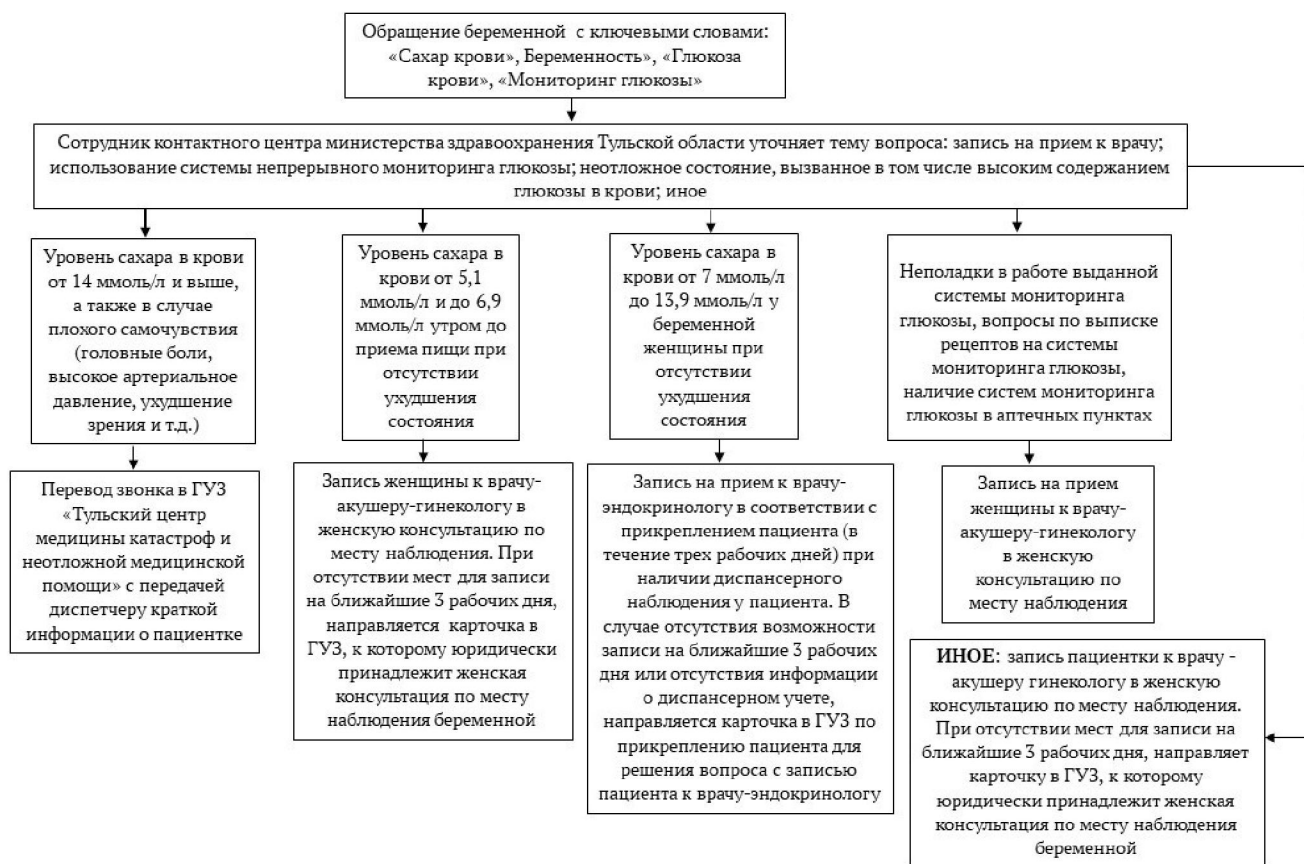 Обращение беременной с ключевыми словами:
«Сахар крови», Беременность», «Глюкоза
крови», «Мониторинг глюкозы»
Сотрудник контактного центра министерства здравоохранения Тульской области уточняет тему вопроса: запись на прием к врачу;
использование системы непрерывного мониторинга глюкозы; неотложное состояние, вызванное в том числе высоким содержанием
глюкозы в крови; иное
Уровень сахара в крови
от 14 ммоль/л и выше,
а также в случае
плохого самочувствия
(головные боли,
высокое артериальное
давление, ухудшение
зрения и т.д.)
Уровень сахара в
крови от 5,1
ммоль/л и до 6,9
ммоль/л утром до
приема пищи при
отсутствии
ухудшения
состояния
Уровень сахара в
крови от 7 ммоль/л
до 13,9 ммоль/л у
беременной
женщины при
отсутствии
ухудшения
состояния
Неполадки в работе выданной
системы мониторинга
глюкозы, вопросы по выписке
рецептов на системы
мониторинга глюкозы,
наличие систем мониторинга
глюкозы в аптечных пунктах
Перевод звонка в ГУЗ
«Тульский центр
медицины катастроф и
неотложной медицинской
помощи» с передачей
диспетчеру краткой
информации о пациентке
Запись женщины к врачу-
акушеру-гинекологу в
женскую консультацию по
месту наблюдения. При
отсутствии мест для записи
на ближайшие 3 рабочих дня,
направляется карточка в
ГУЗ, к которому юридически
принадлежит женская
консультация по месту
наблюдения беременной
Запись на прием к врачу-
эндокринологу в соответствии с
прикреплением пациента (в
течение трех рабочих дней) при
наличии диспансерного
наблюдения у пациента. В
случае отсутствия возможности
записи на ближайшие 3 рабочих
дня или отсутствия информации
о диспансерном учете,
направляется карточка в ГУЗ по
прикреплению пациента для
решения вопроса с записью
пациента к врачу-эндокринологу
Запись на прием
женщины к врачу-
акушеру-гинекологу
в женскую
консультацию по
месту наблюдения
ИНОЕ: запись пациентки к врачу -
акушеру гинекологу в женскую
консультацию по месту наблюдения.
При отсутствии мест для записи на
ближайшие 3 рабочих дня, направляет
карточку в ГУЗ, к которому
юридически принадлежит женская
консультация по месту наблюдения
беременной